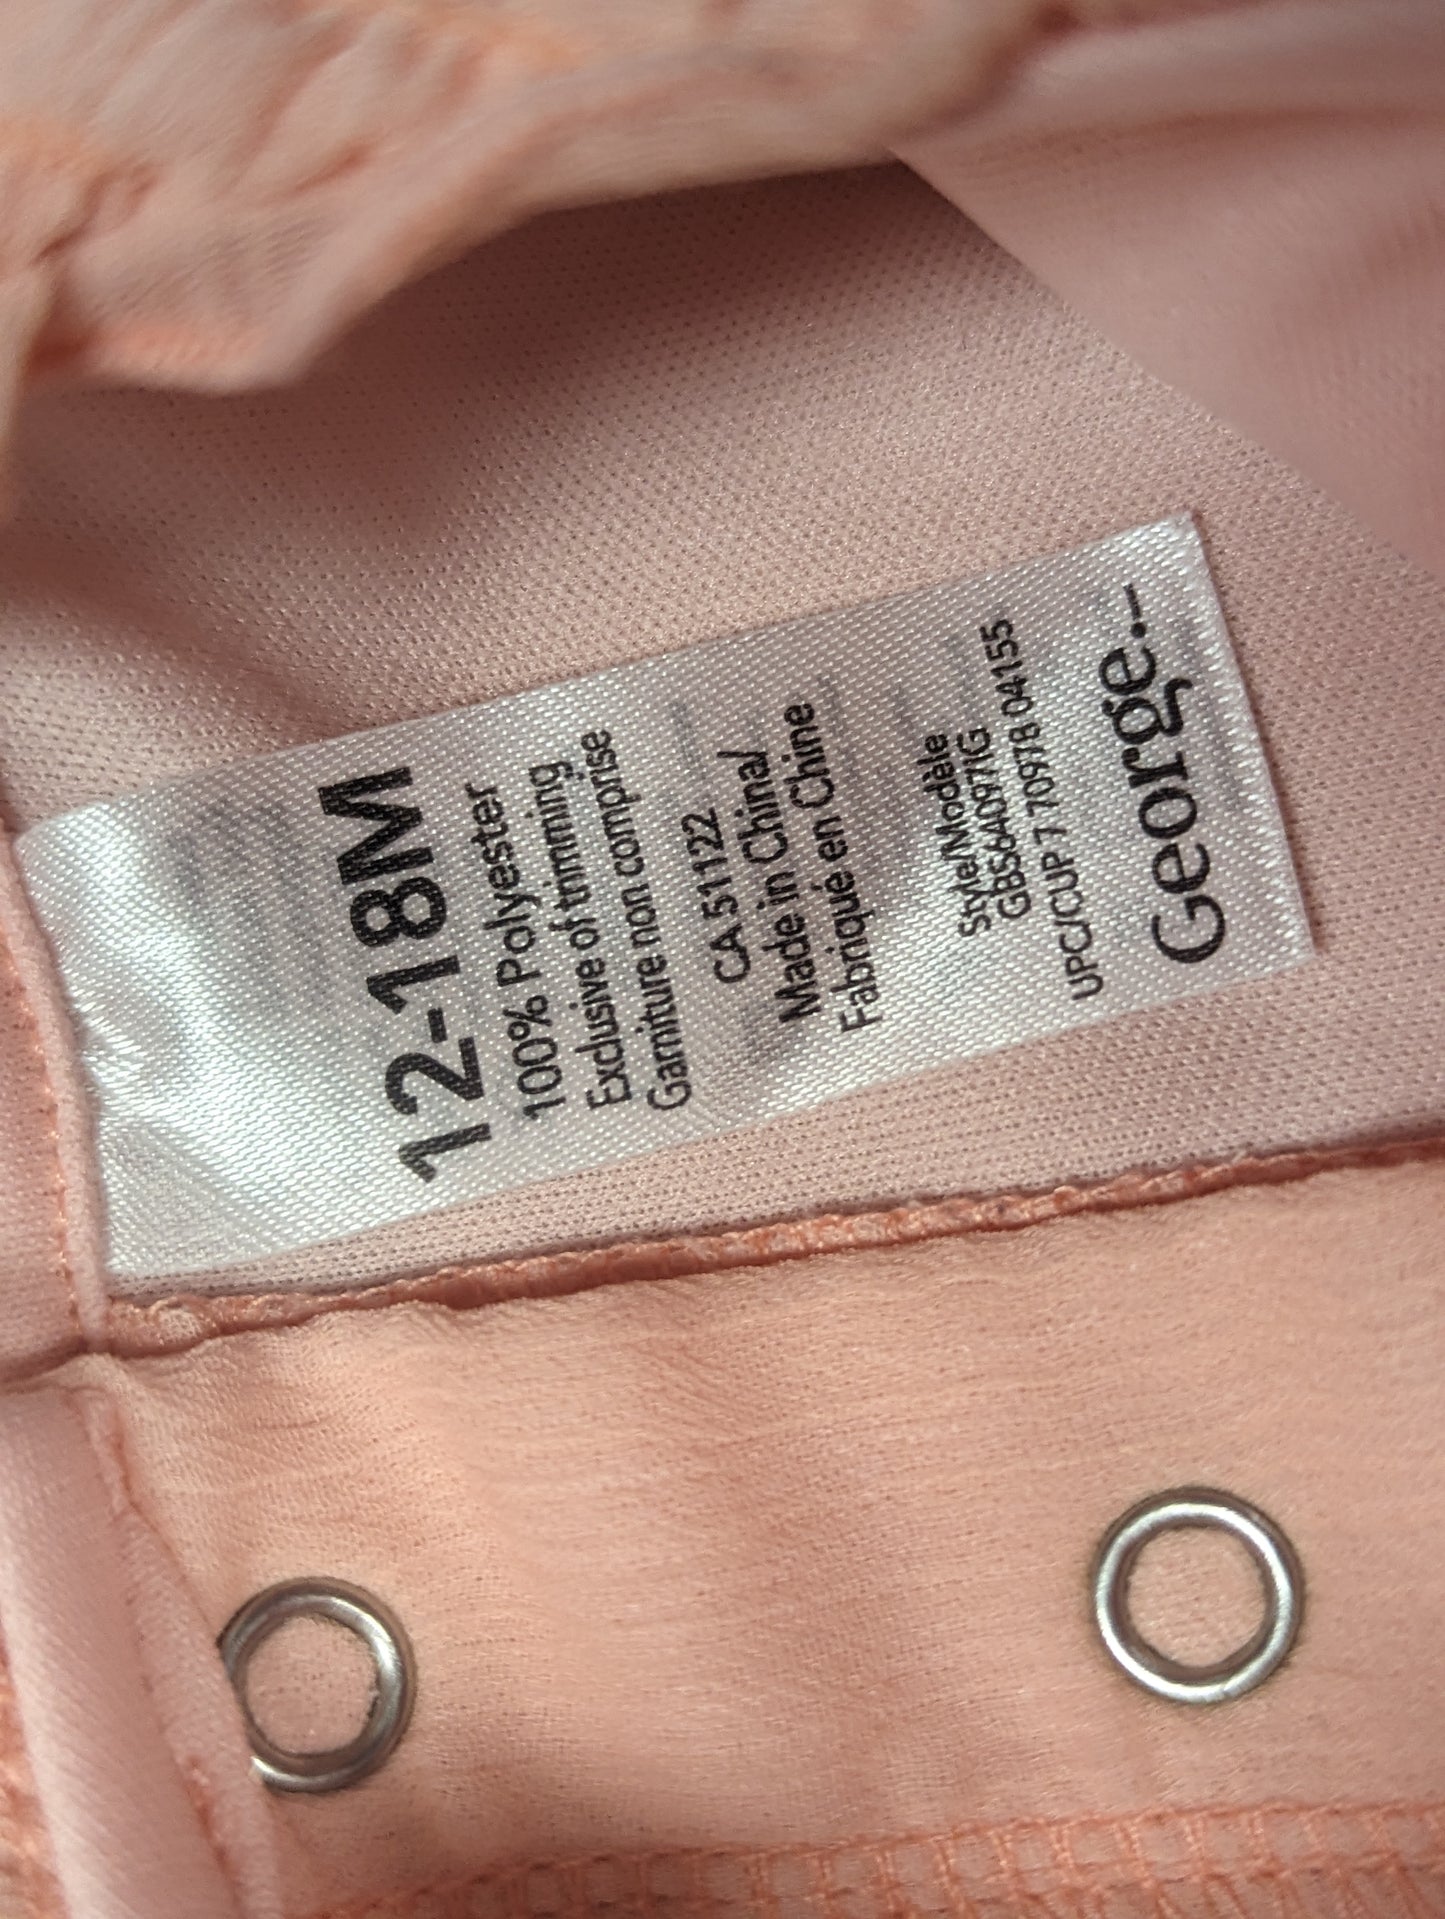 12-18M
100% Polyester
Exclusive of trimming
Garniture non comprise
CA 51122
Made in China/
Fabriqué en Chine
Style/Modèle
GBS64097IG
UPC/CUP 7 70978 04155
George.